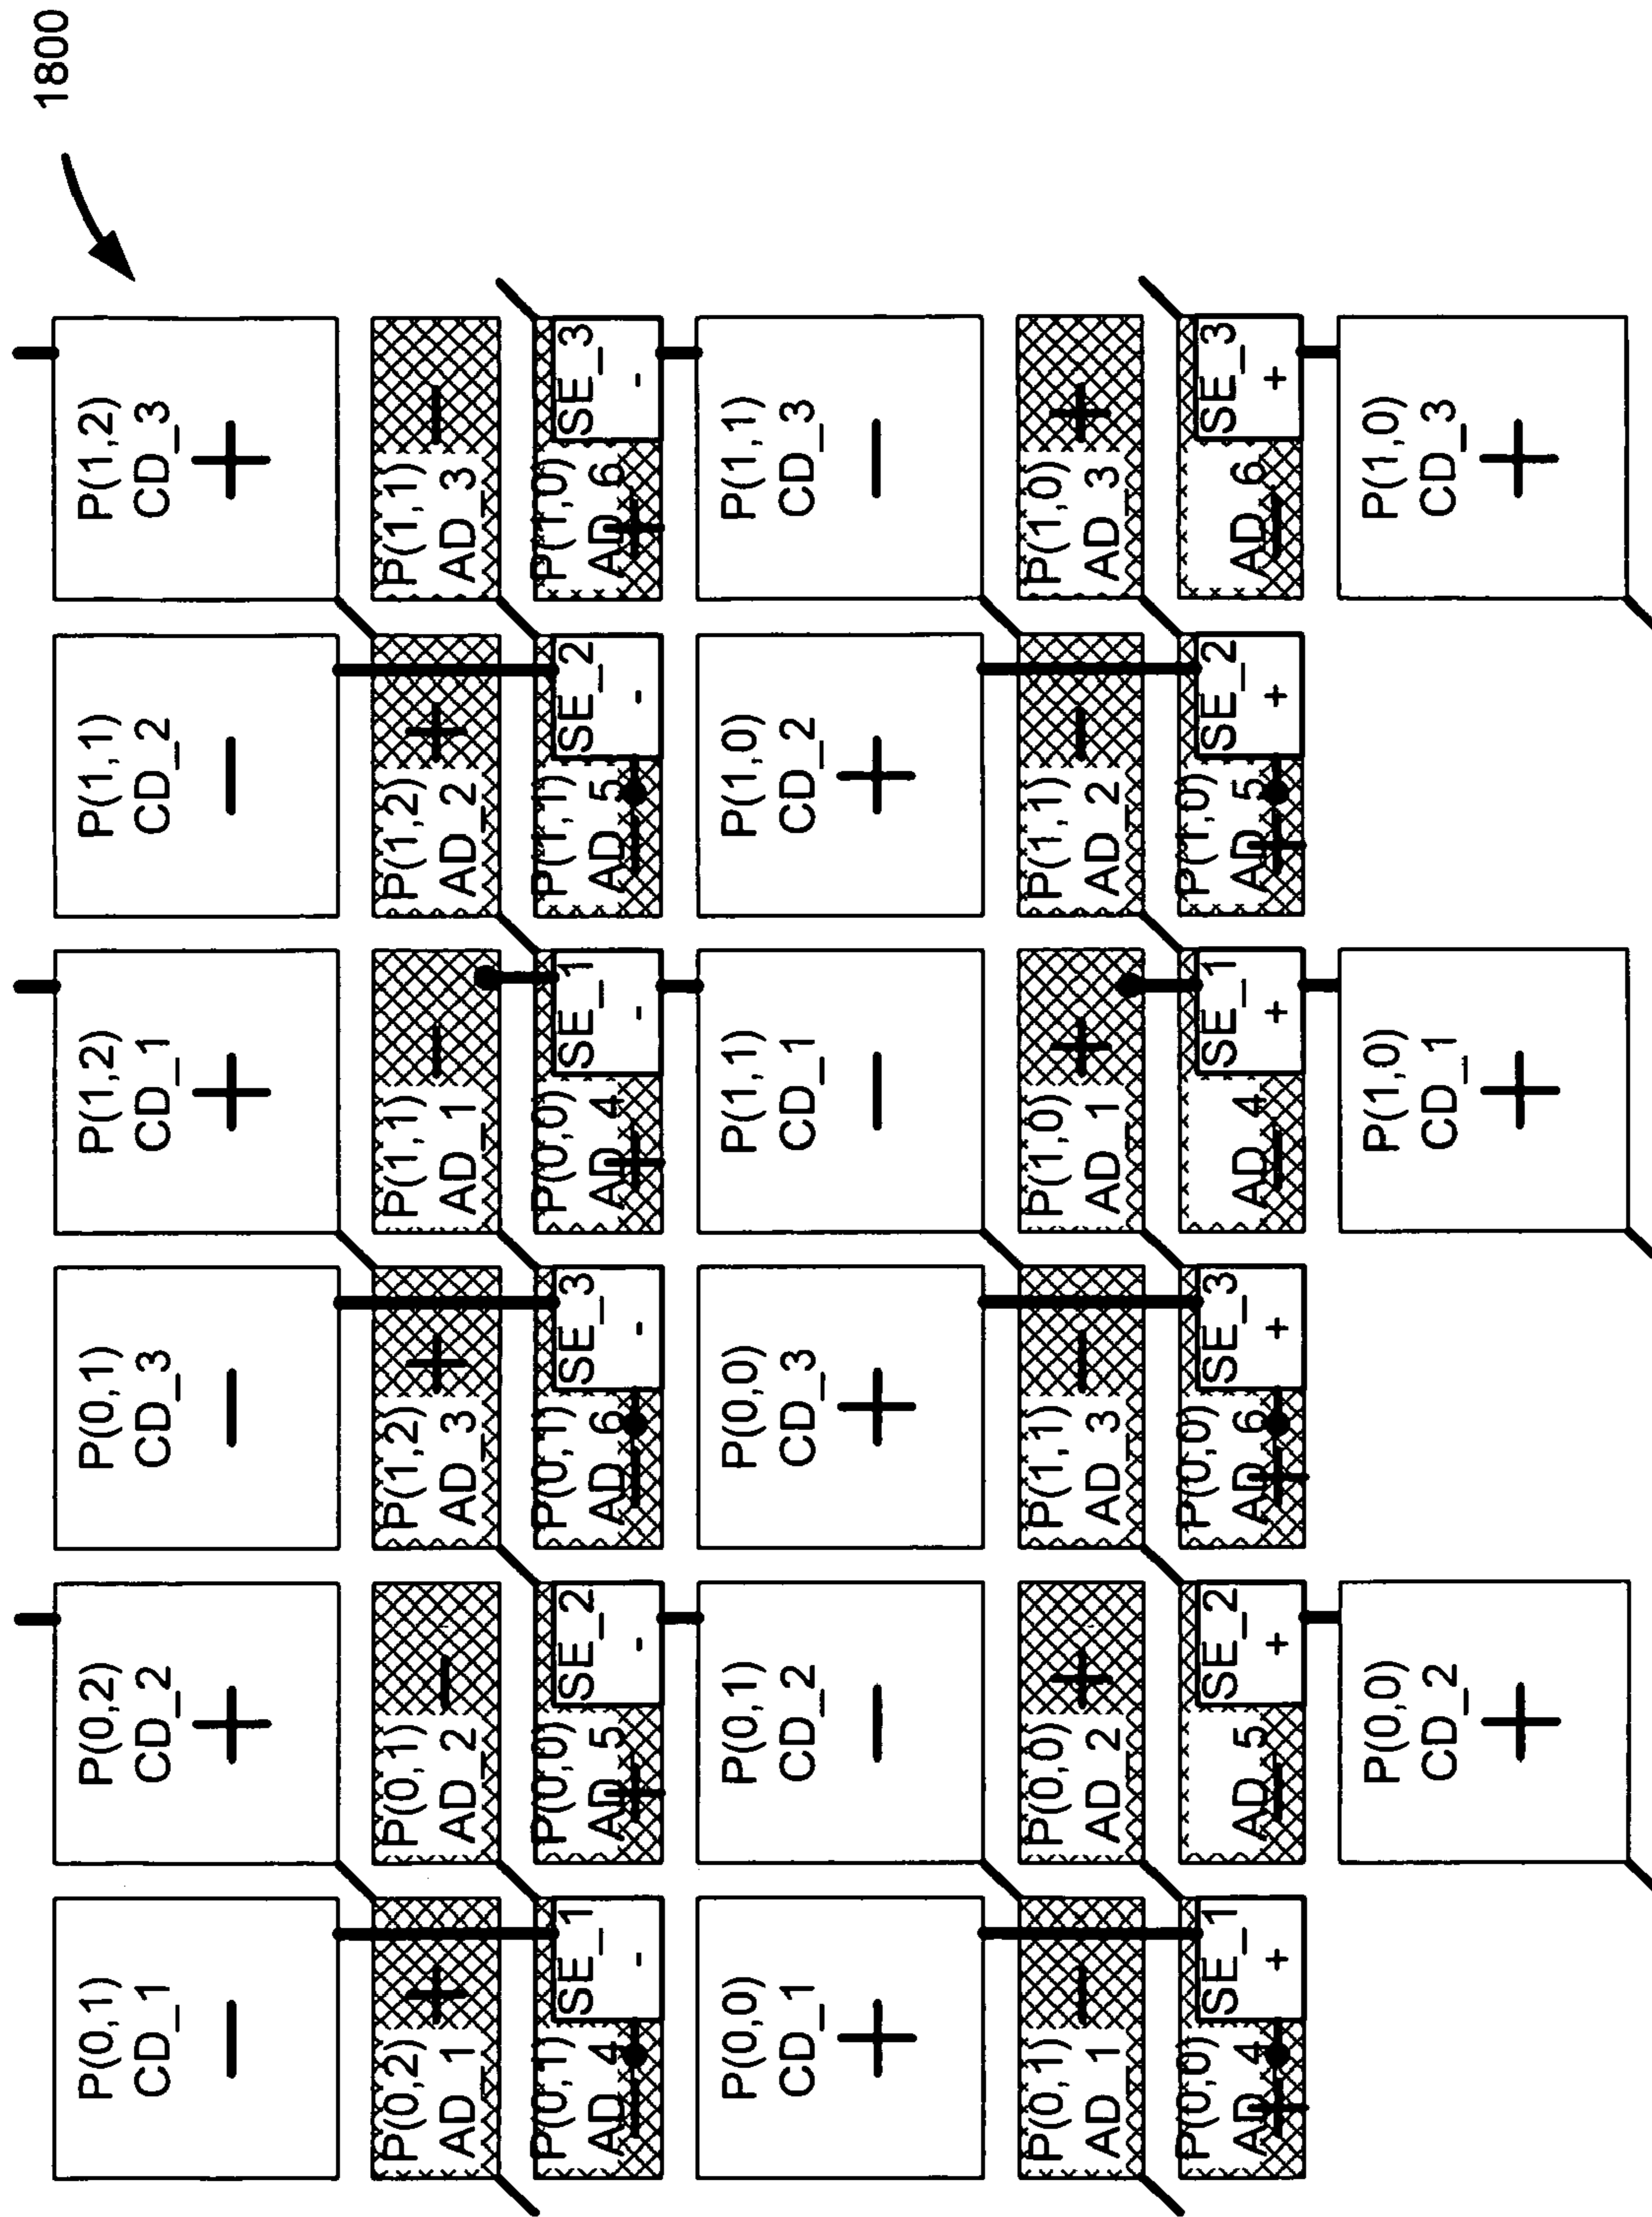 1800
P(0,1)
CD_1
−
P(0,2)
CD_2
+
P(0,1)
CD_3
−
P(1,2)
CD_1
+
P(1,1)
CD_2
−
P(1,2)
CD_3
+
P(0,2)
AD_1
+
P(0,1)
AD_2
−
P(1,2)
AD_3
+
P(1,1)
AD_1
−
P(1,2)
AD_2
+
P(1,1)
AD_3
−
P(0,1)
AD_4
−
SE_1
-
P(0,0)
AD_5
+
SE_2
-
P(0,1)
AD_6
−
SE_3
-
P(0,0)
AD_4
+
SE_1
-
P(1,1)
AD_5
−
SE_2
-
P(1,0)
AD_6
+
SE_3
-
P(0,0)
CD_1
+
P(0,1)
CD_2
−
P(0,0)
CD_3
+
P(1,1)
CD_1
−
P(1,0)
CD_2
+
P(1,1)
CD_3
−
P(0,1)
AD_1
−
P(0,0)
AD_2
+
P(1,1)
AD_3
−
P(1,0)
AD_1
+
P(1,1)
AD_2
−
P(1,0)
AD_3
+
P(0,0)
AD_4
+
SE_1
+
AD_5
−
SE_2
+
P(0,0)
AD_6
+
SE_3
+
AD_4
−
SE_1
+
P(1,0)
AD_5
+
SE_2
+
AD_6
−
SE_3
+
P(0,0)
CD_2
+
P(1,0)
CD_1
+
P(1,0)
CD_3
+